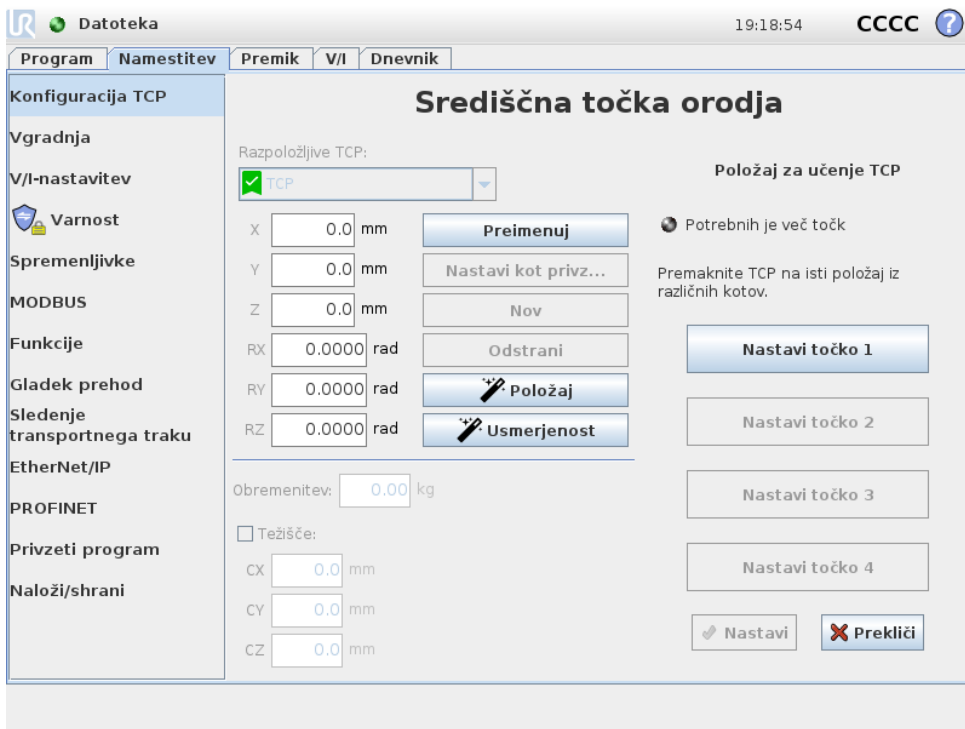 UR Datoteka 19:18:54 CCCC ?
Program Namestitev Premik V/I Dnevnik
Konfiguracija TCP
Vgradnja
V/I-nastavitev
Varnost
Spremenljivke
MODBUS
Funkcije
Gladek prehod
Sledenje
transportnega traku
EtherNet/IP
PROFINET
Privzeti program
Naloži/shrani
Središčna točka orodja
Razpoložljive TCP:
TCP
X 0.0 mm Preimenuj
Y 0.0 mm Nastavi kot privz...
Z 0.0 mm Nov
RX 0.0000 rad Odstrani
RY 0.0000 rad Položaj
RZ 0.0000 rad Usmerjenost
Obremenitev: 0.00 kg
Težišče:
CX 0.0 mm
CY 0.0 mm
CZ 0.0 mm
Položaj za učenje TCP
Potrebnih je več točk
Premaknite TCP na isti položaj iz
različnih kotov.
Nastavi točko 1
Nastavi točko 2
Nastavi točko 3
Nastavi točko 4
Nastavi Prekliči